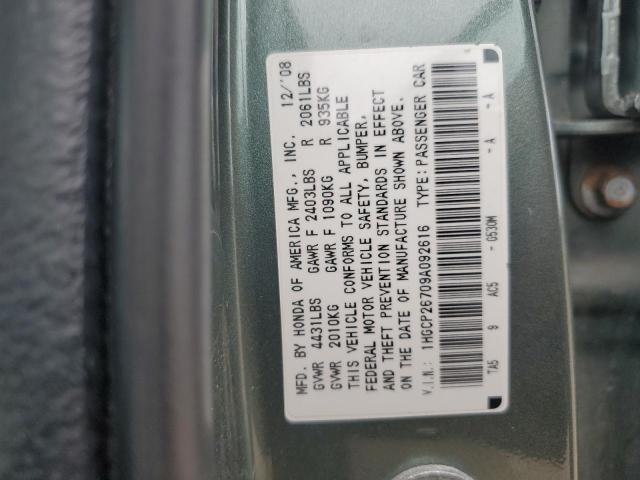 MFD. BY HONDA OF AMERICA MFG., INC. 12/'08
GVWR 4431LBS GAWR F 2403LBS R 2061LBS
GVWR 2010KG GAWR F 1090KG R 935KG
THIS VEHICLE CONFORMS TO ALL APPLICABLE
FEDERAL MOTOR VEHICLE SAFETY, BUMPER,
AND THEFT PREVENTION STANDARDS IN EFFECT
ON THE DATE OF MANUFACTURE SHOWN ABOVE.
V.I.N.: 1HGCP26709A092616 TYPE: PASSENGER CAR
TA5 9 AC5 - G530M - A - A